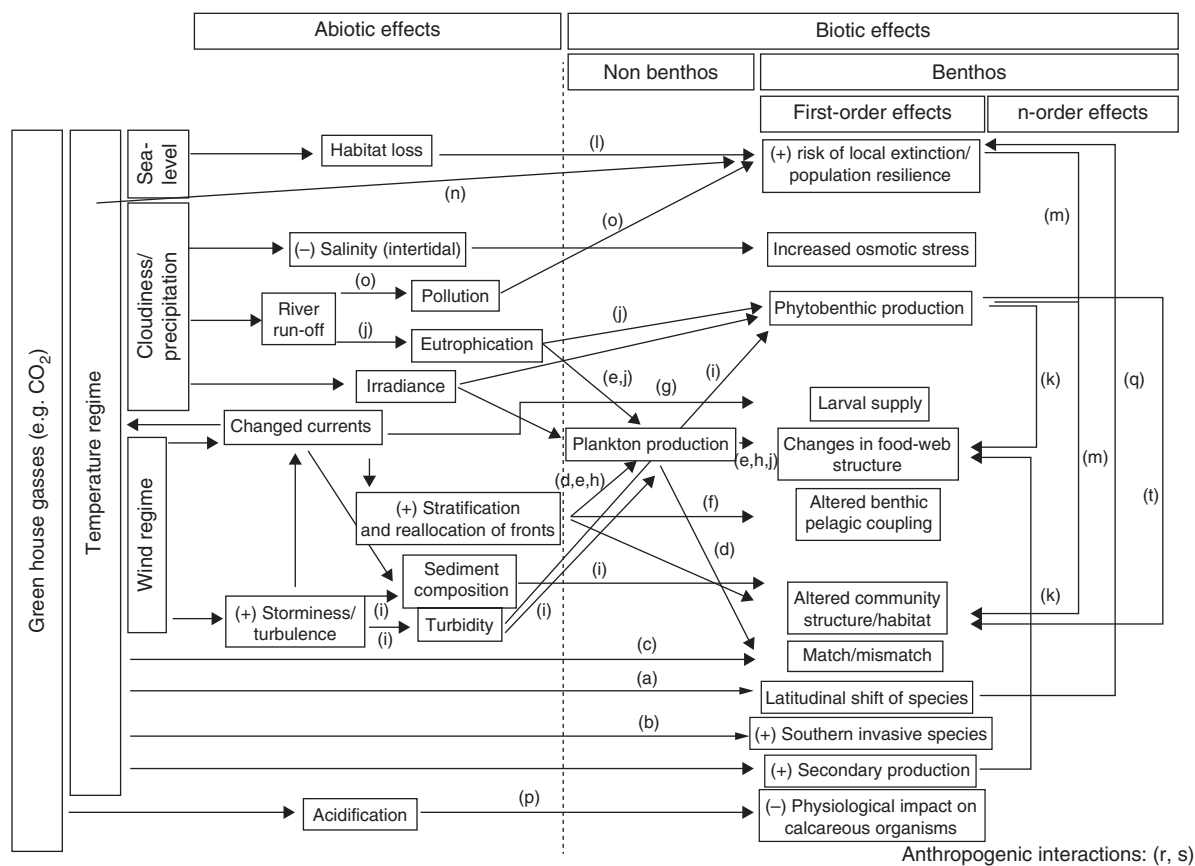 Abiotic effects
Biotic effects
Non benthos
Benthos
First-order effects
n-order effects
Green house gasses (e.g. CO₂)
Temperature regime
Sea-
level
Cloudiness/
precipitation
Wind regime
Habitat loss
(l)
(+) risk of local extinction/
population resilience
(n)
(m)
(o)
(–) Salinity (intertidal)
Increased osmotic stress
(o)
River
run-off
Pollution
Phytobenthic production
(j)
(j)
Eutrophication
Irradiance
(e,j)
(g)
(i)
(k)
(q)
Larval supply
Changed currents
Plankton production
Changes in food-web
structure
(e,h,j)
(m)
(d,e,h)
(+) Stratification
and reallocation of fronts
(f)
Altered benthic
pelagic coupling
(t)
(d)
Sediment
composition
(i)
(+) Storminess/
turbulence
(i)
(i)
Turbidity
(i)
Altered community
structure/habitat
(k)
(c)
Match/mismatch
(a)
Latitudinal shift of species
(b)
(+) Southern invasive species
(+) Secondary production
Acidification
(p)
(–) Physiological impact on
calcareous organisms
Anthropogenic interactions: (r, s)